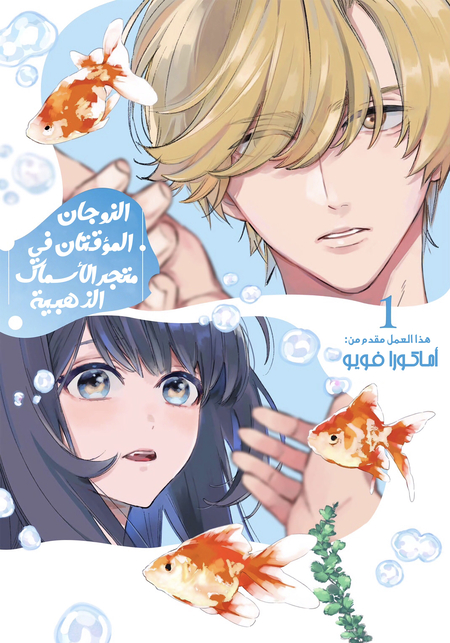 الزوجان
المؤقتان في
متجر الأسماك
الذهبية
1
هذا العمل مقدم من:
أماكورا فويو